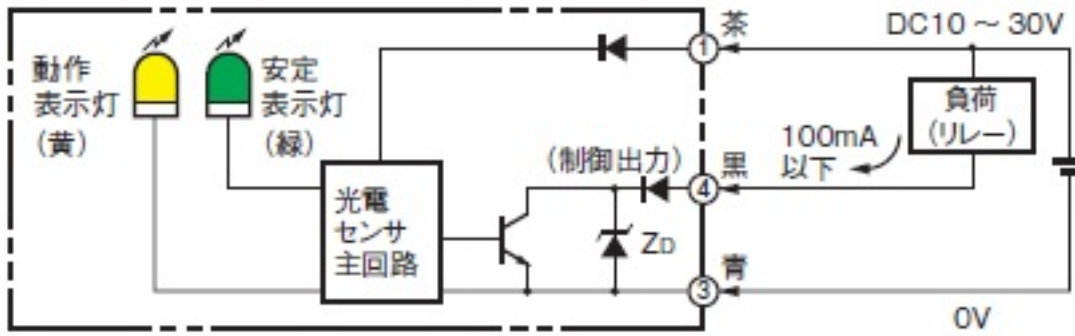 動作
表示灯
(黄)
安定
表示灯
(緑)
光電
センサ
主回路
(制御出力)
ZD
① 茶
④ 黒
③ 青
DC10 ~ 30V
負荷
(リレー)
100mA
以下
0V